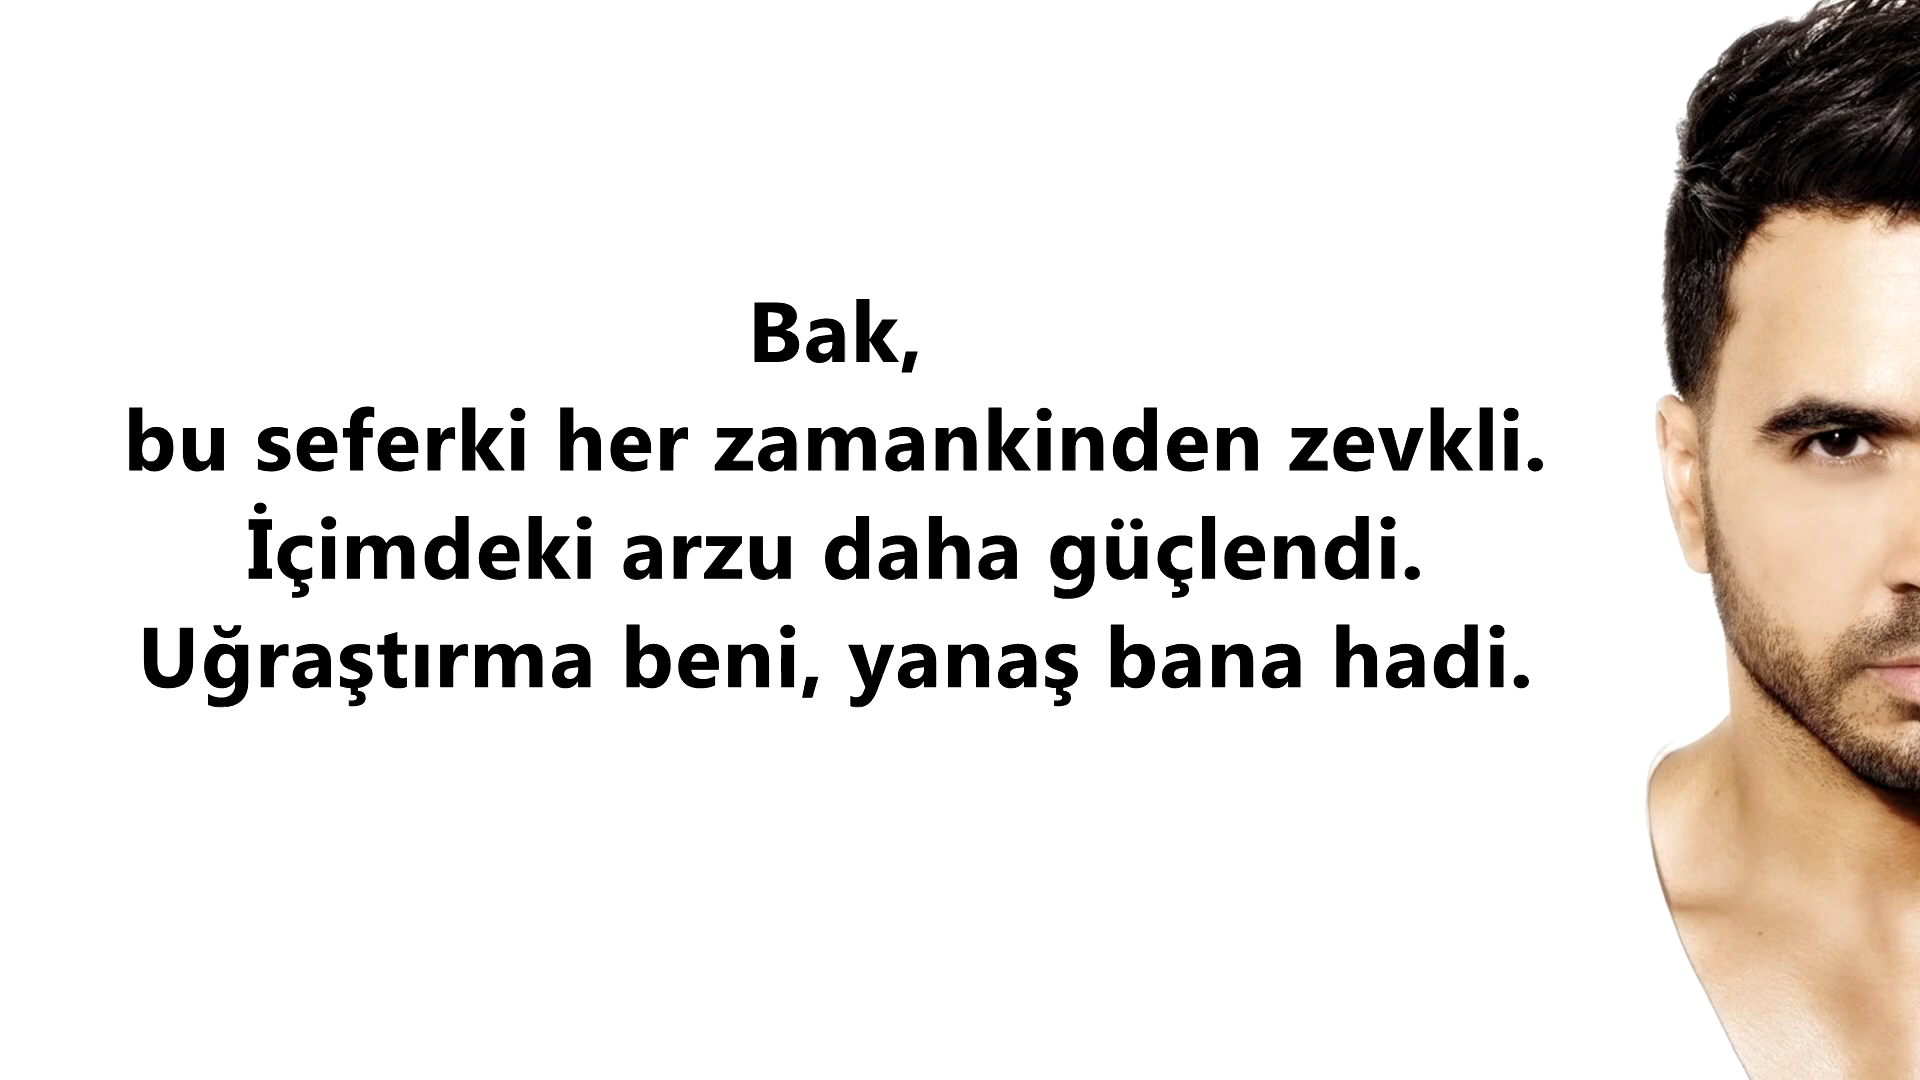 Bak,
bu seferki her zamankinden zevkli.
İçimdeki arzu daha güçlendi.
Uğraştırma beni, yanaş bana hadi.